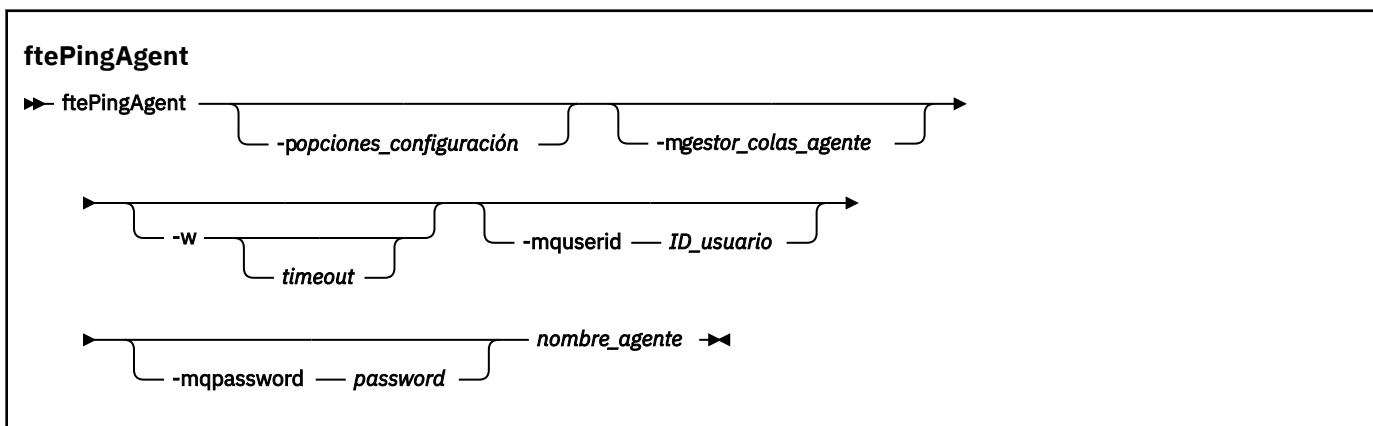 ftePingAgent
ftePingAgent
-popciones_configuración -mgestor_colas_agente
-w -mquserid ID_usuario
timeout
nombre_agente
-mqpassword password